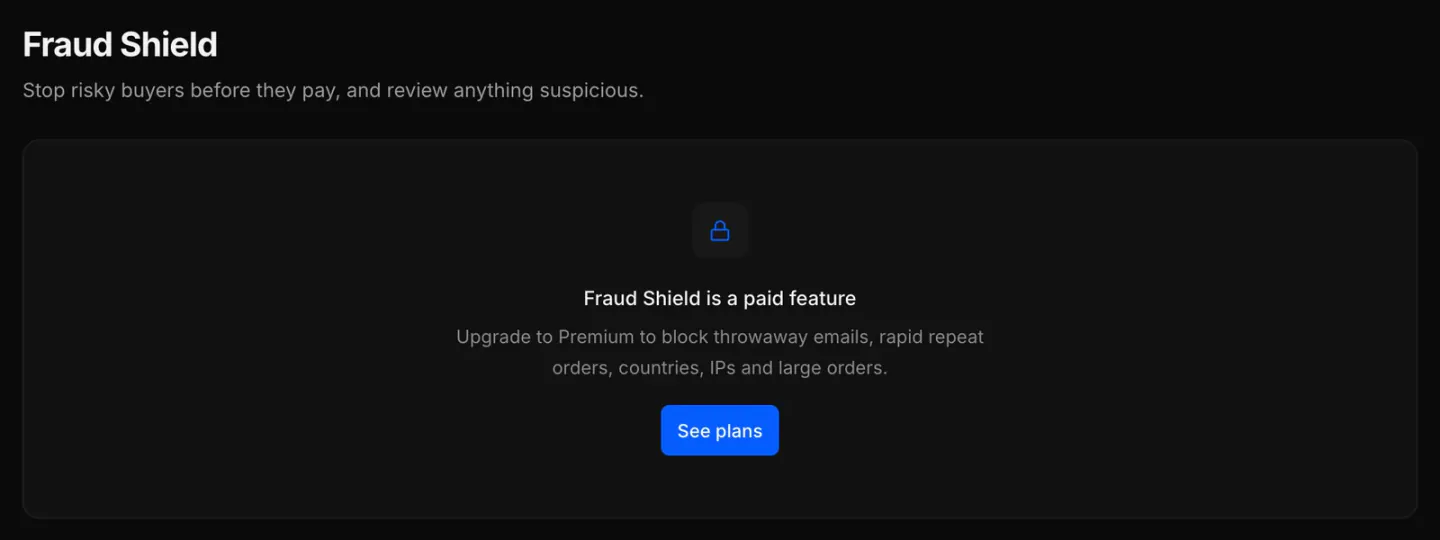 Fraud Shield
Stop risky buyers before they pay, and review anything suspicious.
Fraud Shield is a paid feature
Upgrade to Premium to block throwaway emails, rapid repeat
orders, countries, IPs and large orders.
See plans